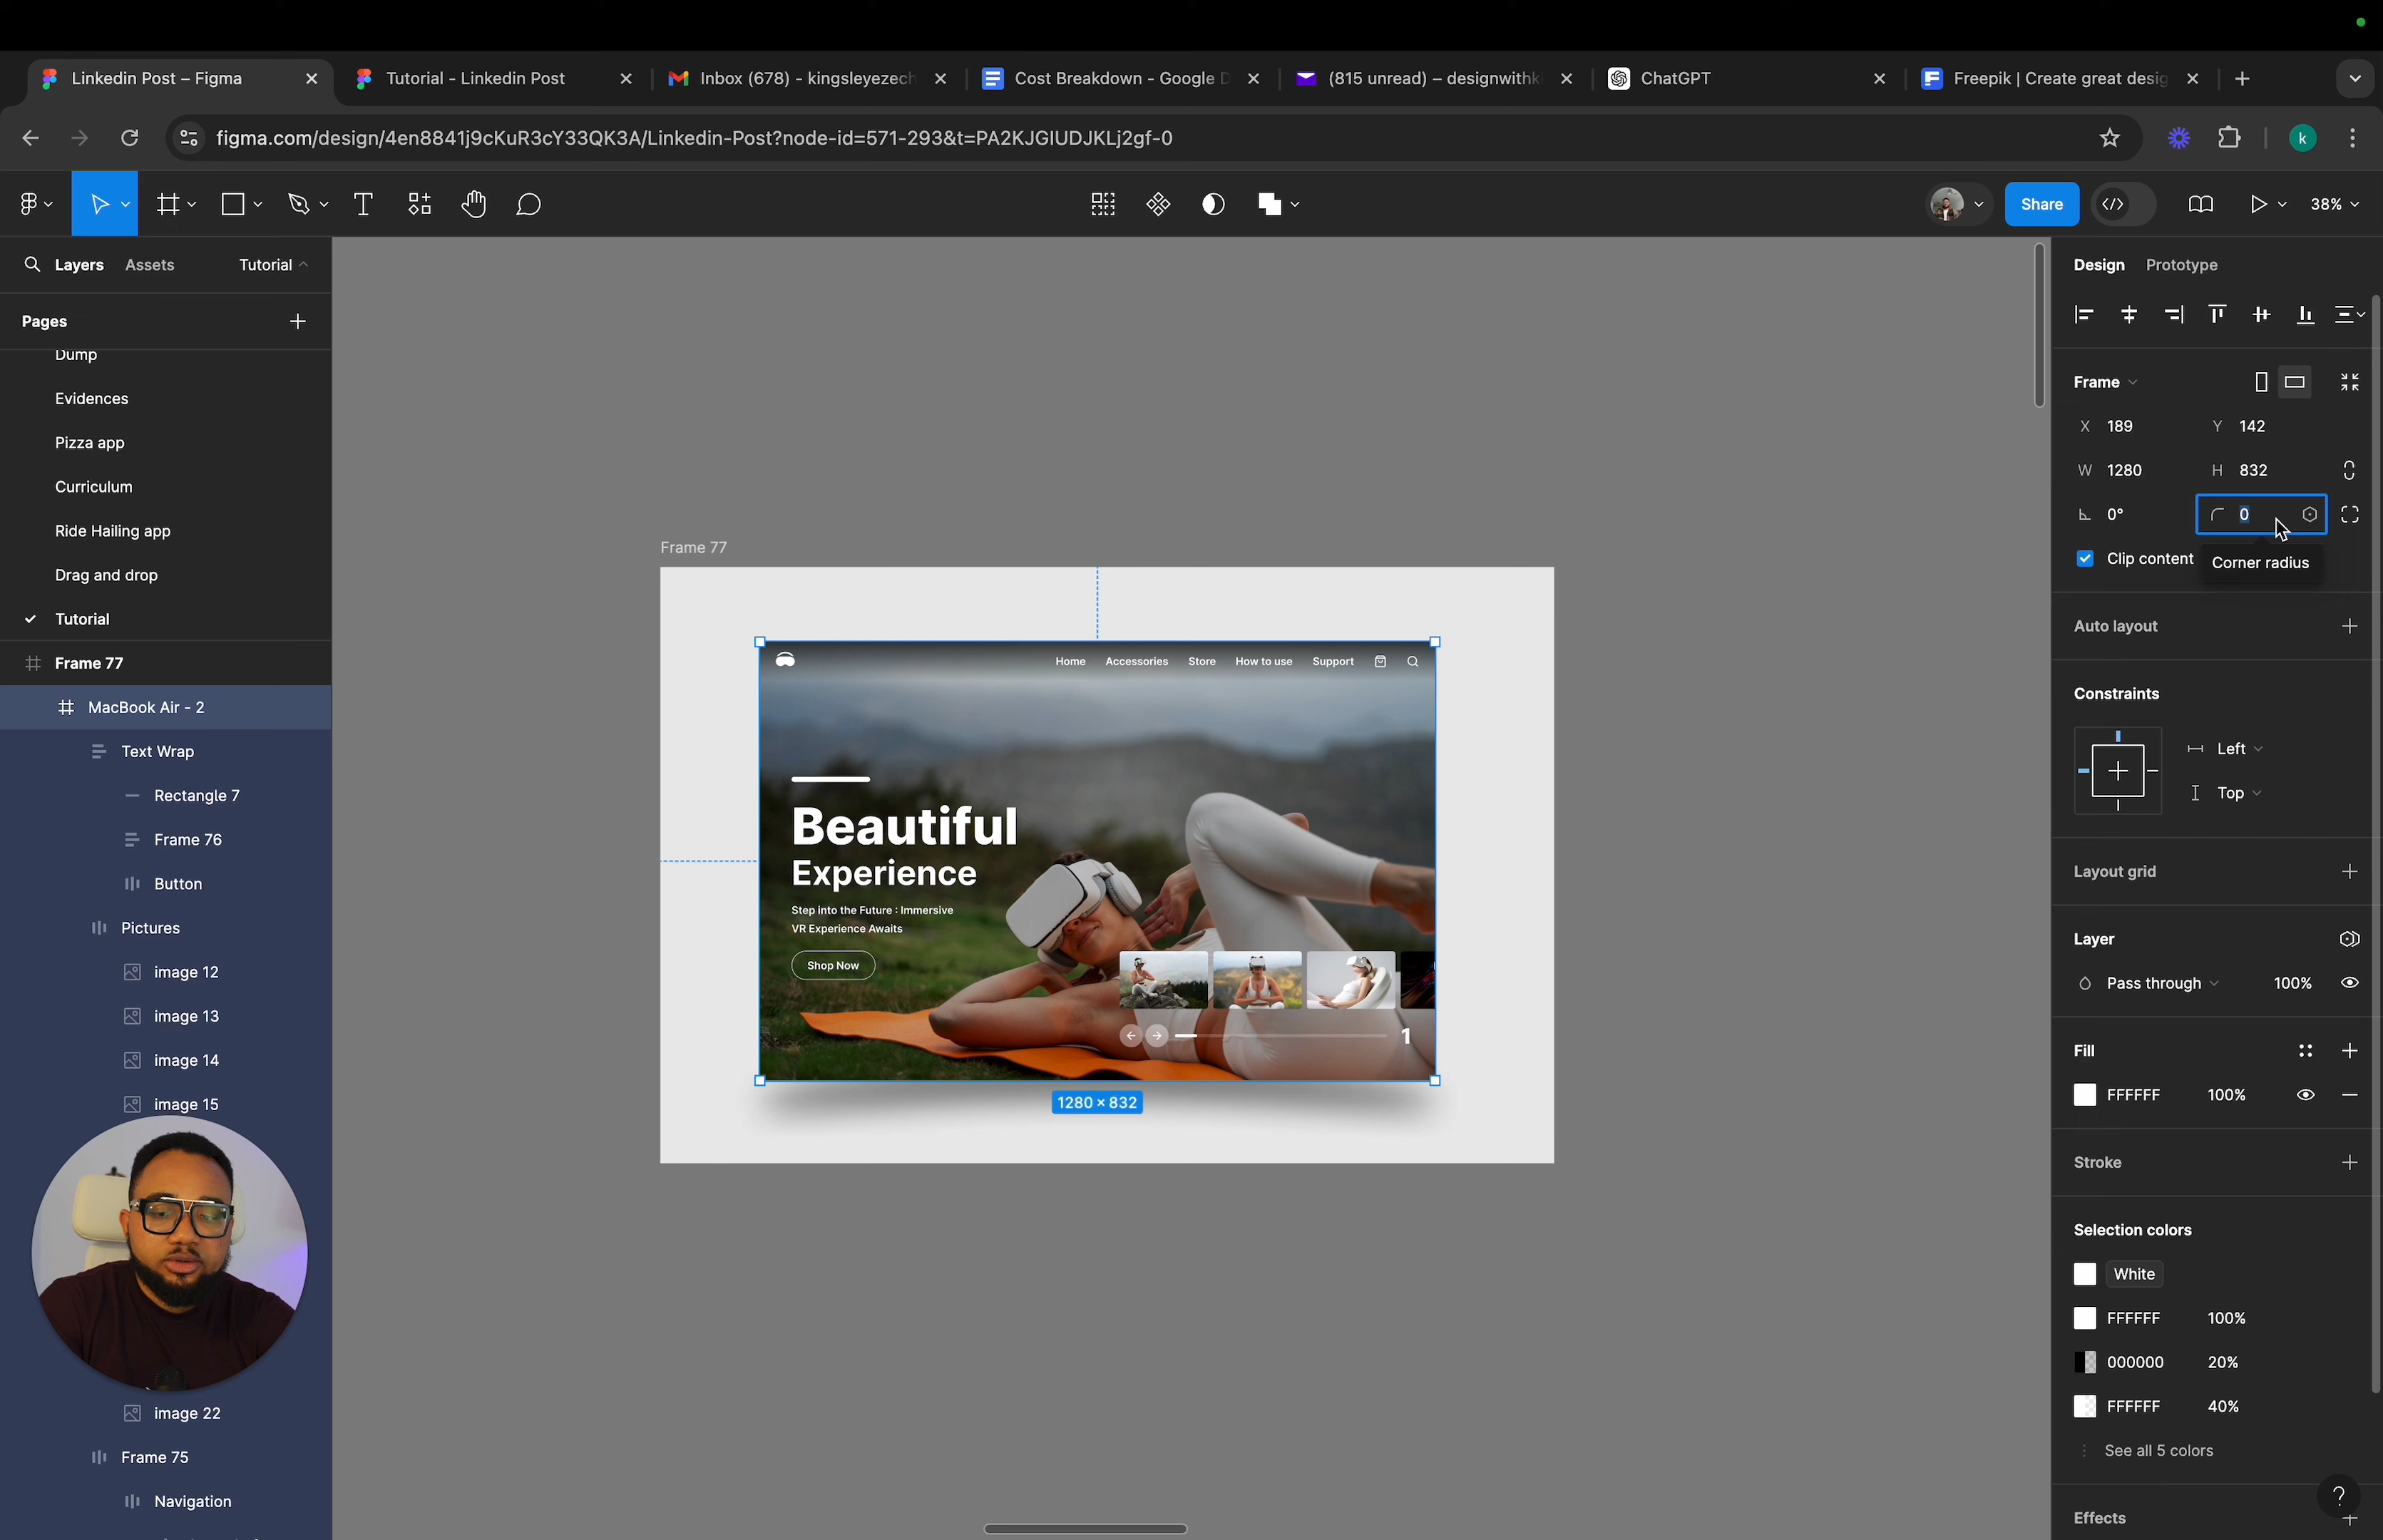 Linkedin Post – Figma
Tutorial - Linkedin Post
Inbox (678) - kingsleyezech
Cost Breakdown - Google D
(815 unread) – designwithki
ChatGPT
Freepik | Create great desig
figma.com/design/4en8841j9cKuR3cY33QK3A/Linkedin-Post?node-id=571-293&t=PA2KJGIUDJKLj2gf-0
k
Share
38%
Layers Assets Tutorial
Design Prototype
Pages
Dump
Evidences
Pizza app
Curriculum
Ride Hailing app
Drag and drop
Tutorial
Frame 77
MacBook Air - 2
Text Wrap
Rectangle 7
Frame 76
Button
Pictures
image 12
image 13
image 14
image 15
image 22
Frame 75
Navigation
Frame 77
Home Accessories Store How to use Support
Beautiful
Experience
Step into the Future : Immersive
VR Experience Awaits
Shop Now
1
1280 × 832
Frame
X 189 Y 142
W 1280 H 832
0° 0
Clip content
Corner radius
Auto layout
Constraints
Left
Top
Layout grid
Layer
Pass through 100%
Fill
FFFFFF 100%
Stroke
Selection colors
White
FFFFFF 100%
000000 20%
FFFFFF 40%
See all 5 colors
?
Effects